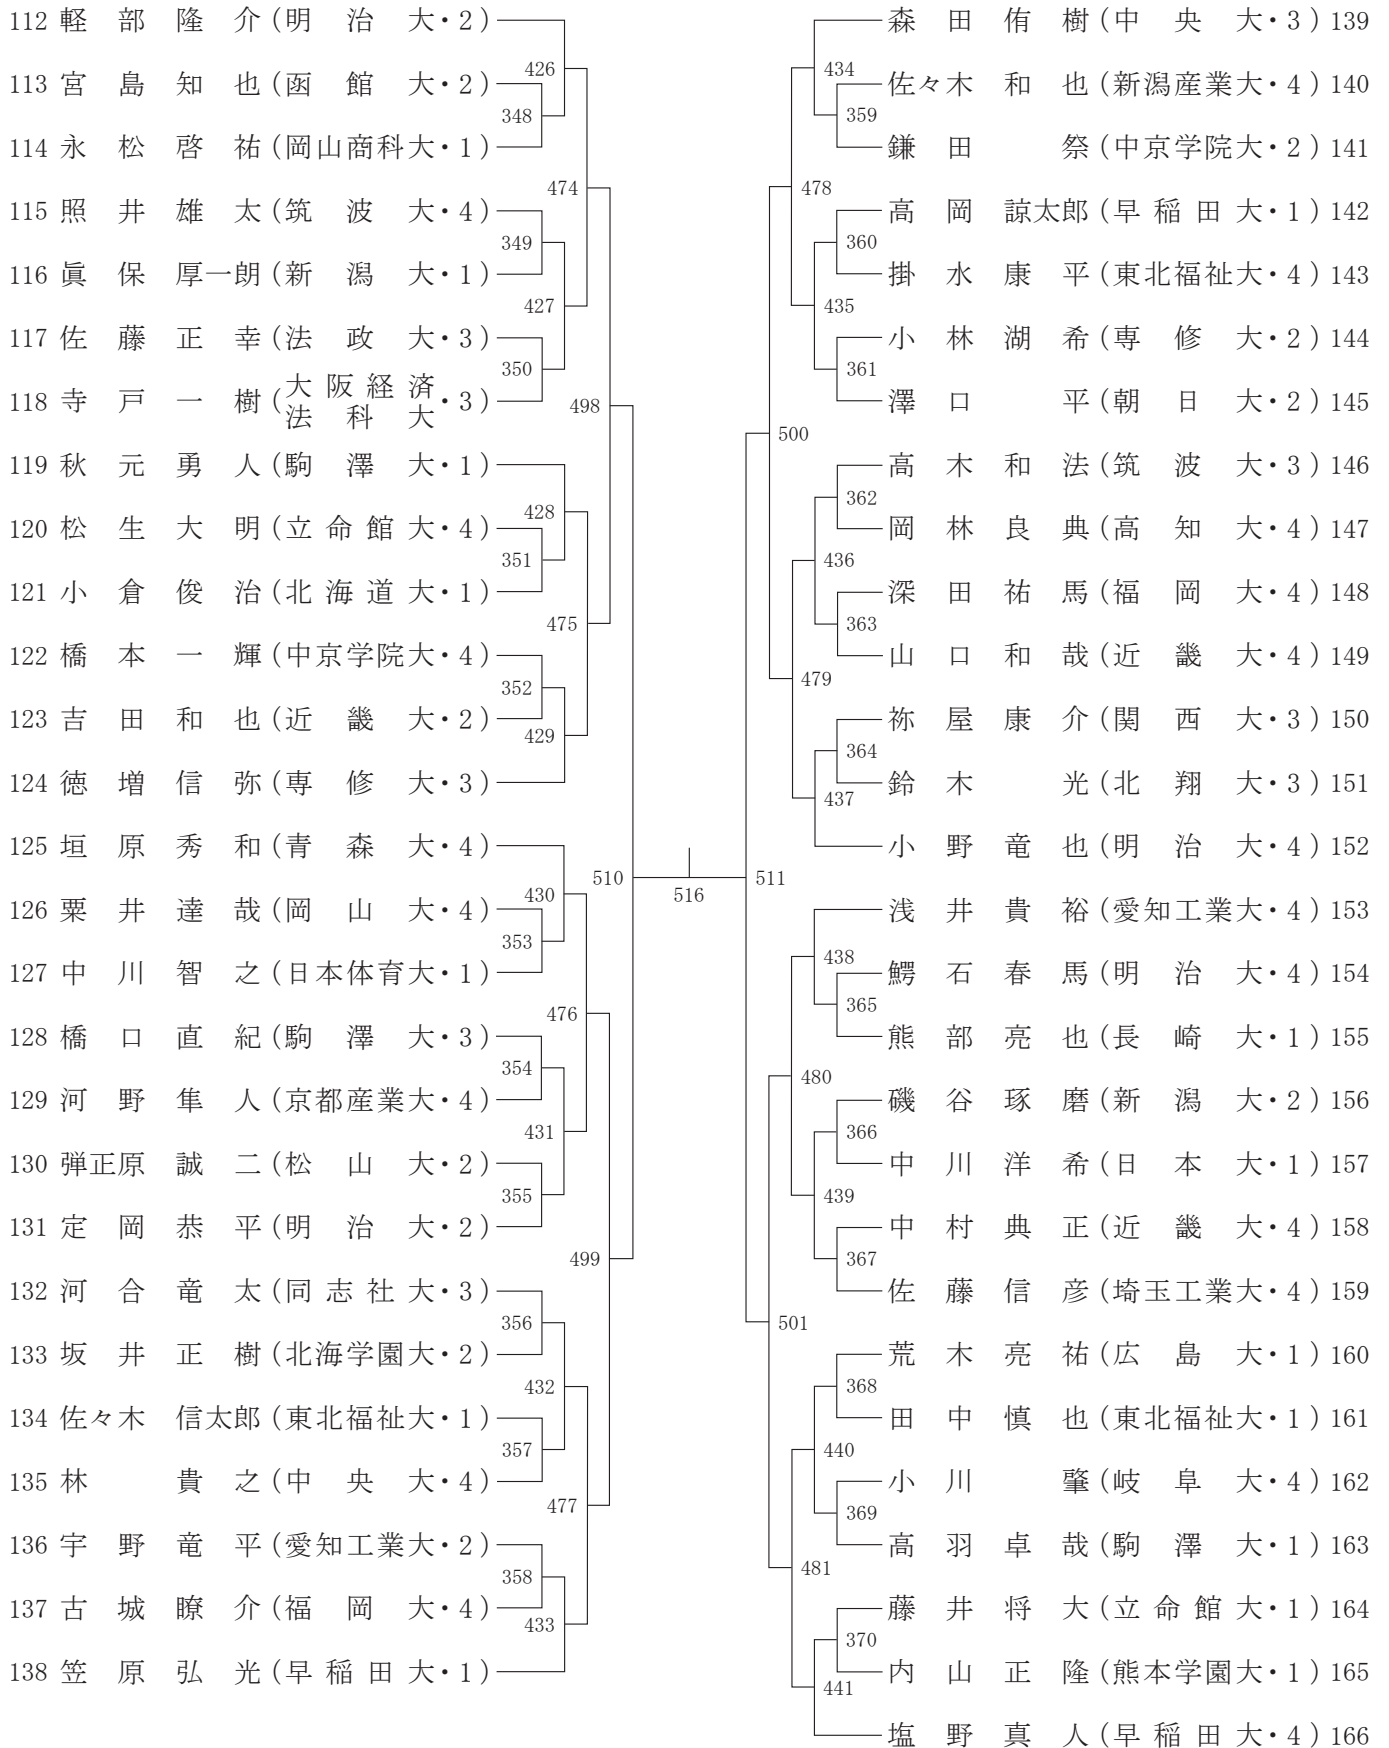 112 軽部隆介(明治大・2)
113 宮島知也(函館大・2)
114 永松啓祐(岡山商科大・1)
115 照井雄太(筑波大・4)
116 眞保厚一朗(新潟大・1)
117 佐藤正幸(法政大・3)
118 寺戸一樹(大阪経済法科大・3)
119 秋元勇人(駒澤大・1)
120 松生大明(立命館大・4)
121 小倉俊治(北海道大・1)
122 橋本一輝(中京学院大・4)
123 吉田和也(近畿大・2)
124 徳増信弥(専修大・3)
125 垣原秀和(青森大・4)
126 粟井達哉(岡山大・4)
127 中川智之(日本体育大・1)
128 橋口直紀(駒澤大・3)
129 河野隼人(京都産業大・4)
130 弾正原誠二(松山大・2)
131 定岡恭平(明治大・2)
132 河合竜太(同志社大・3)
133 坂井正樹(北海学園大・2)
134 佐々木信太郎(東北福祉大・1)
135 林貴之(中央大・4)
136 宇野竜平(愛知工業大・2)
137 古城瞭介(福岡大・4)
138 笠原弘光(早稲田大・1)
348
349
350
351
352
353
354
355
356
357
358
426
427
428
429
430
431
432
433
474
475
476
477
498
499
510
516
511
500
501
478
479
480
481
434
435
436
437
438
439
440
441
359
360
361
362
363
364
365
366
367
368
369
370
森田侑樹(中央大・3)139
佐々木和也(新潟産業大・4)140
鎌田祭(中京学院大・2)141
高岡諒太郎(早稲田大・1)142
掛水康平(東北福祉大・4)143
小林湖希(専修大・2)144
澤口平(朝日大・2)145
高木和法(筑波大・3)146
岡林良典(高知大・4)147
深田祐馬(福岡大・4)148
山口和哉(近畿大・4)149
祢屋康介(関西大・3)150
鈴木光(北翔大・3)151
小野竜也(明治大・4)152
浅井貴裕(愛知工業大・4)153
鰐石春馬(明治大・4)154
熊部亮也(長崎大・1)155
磯谷琢磨(新潟大・2)156
中川洋希(日本大・1)157
中村典正(近畿大・4)158
佐藤信彦(埼玉工業大・4)159
荒木亮祐(広島大・1)160
田中慎也(東北福祉大・1)161
小川肇(岐阜大・4)162
高羽卓哉(駒澤大・1)163
藤井将大(立命館大・1)164
内山正隆(熊本学園大・1)165
塩野真人(早稲田大・4)166